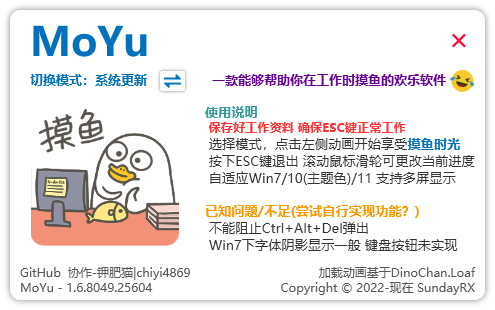 MoYu
切换模式：系统更新
一款能够帮助你在工作时摸鱼的欢乐软件
摸鱼
使用说明
保存好工作资料 确保ESC键正常工作
选择模式，点击左侧动画开始享受摸鱼时光
按下ESC键退出 滚动鼠标滑轮可更改当前进度
自适应Win7/10(主题色)/11 支持多屏显示
已知问题/不足(尝试自行实现功能？)
不能阻止Ctrl+Alt+Del弹出
Win7下字体阴影显示一般 键盘按钮未实现
GitHub 协作-钾肥猫|chiyi4869
MoYu - 1.6.8049.25604
加载动画基于DinoChan.Loaf
Copyright © 2022-现在 SundayRX